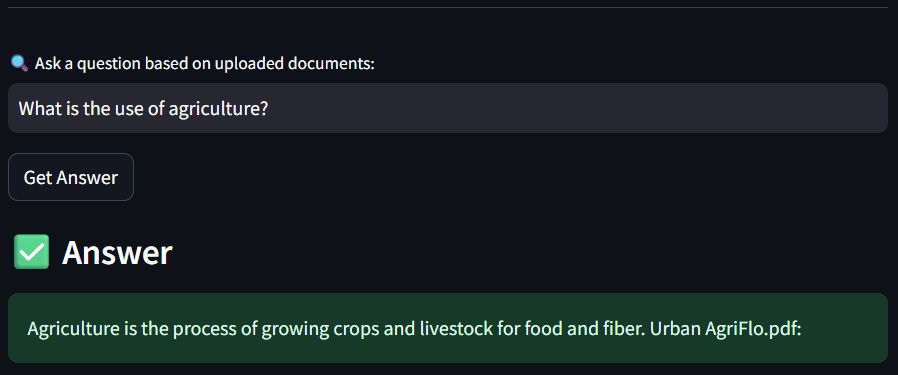 Ask a question based on uploaded documents:
What is the use of agriculture?
Get Answer
Answer
Agriculture is the process of growing crops and livestock for food and fiber. Urban AgriFlo.pdf: